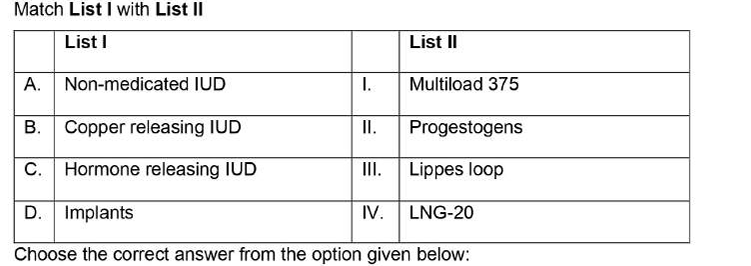 Match List I with List II
List I List II
A. Non-medicated IUD I. Multiload 375
B. Copper releasing IUD II. Progestogens
C. Hormone releasing IUD III. Lippes loop
D. Implants IV. LNG-20
Choose the correct answer from the option given below: